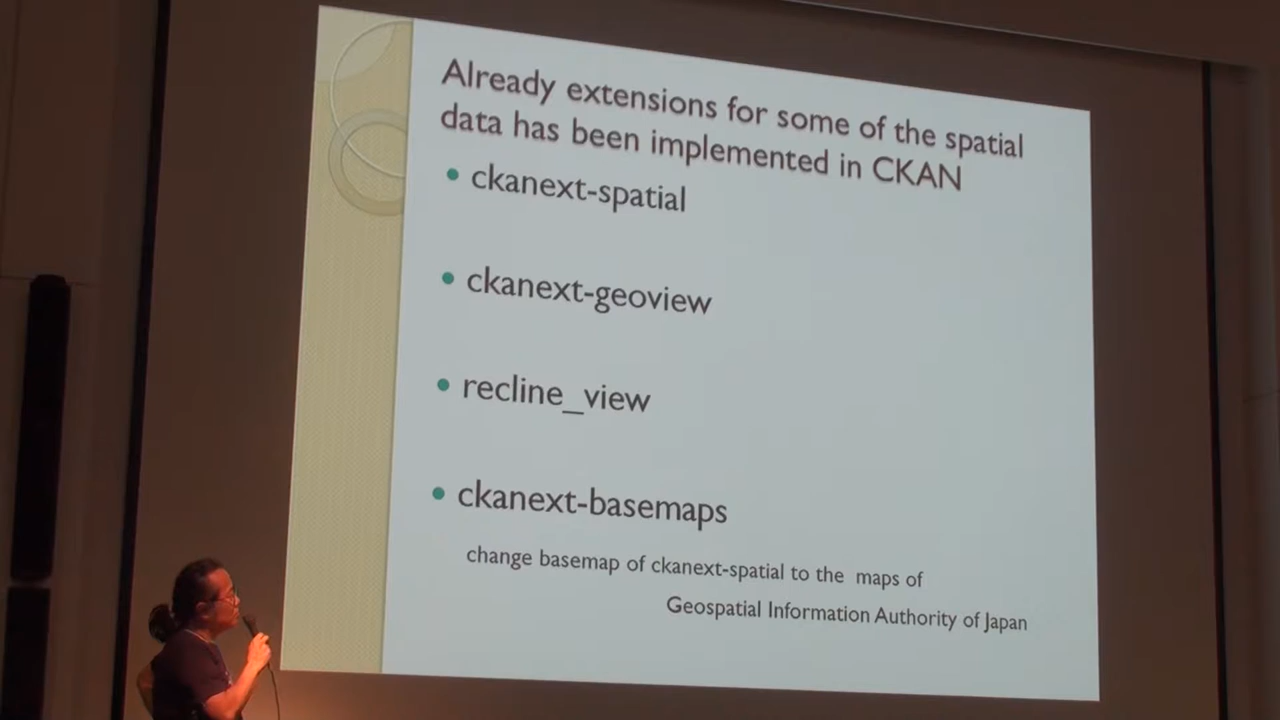 Already extensions for some of the spatial
data has been implemented in CKAN
• ckanext-spatial
• ckanext-geoview
• recline_view
• ckanext-basemaps
change basemap of ckanext-spatial to the maps of
Geospatial Information Authority of Japan